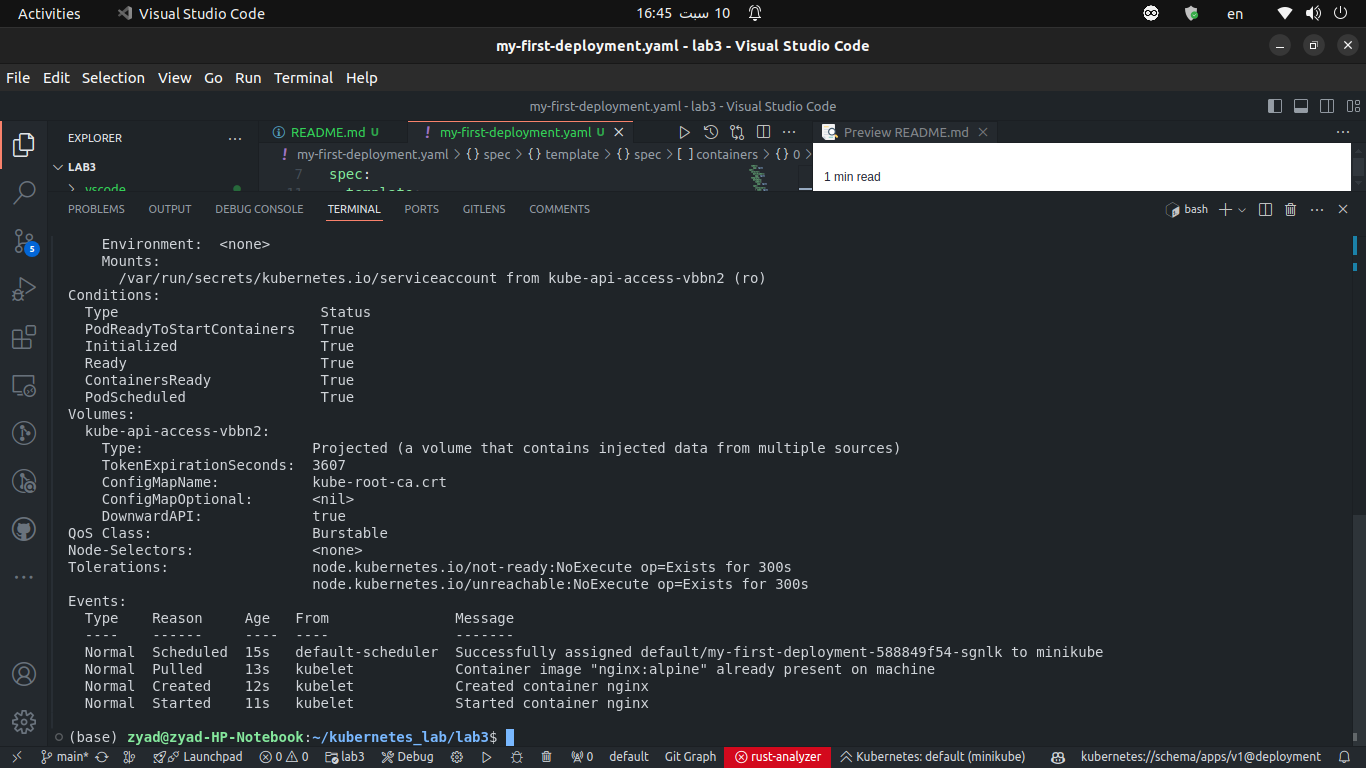 Activities Visual Studio Code 16:45 سبت 10 en
my-first-deployment.yaml - lab3 - Visual Studio Code
File Edit Selection View Go Run Terminal Help
my-first-deployment.yaml - lab3 - Visual Studio Code
EXPLORER ... README.md U ! my-first-deployment.yaml U Preview README.md
! my-first-deployment.yaml > {} spec > {} template > {} spec > [ ] containers > {} 0 >
LAB3
7 spec:
1 min read
.vscode
11 template:
PROBLEMS OUTPUT DEBUG CONSOLE TERMINAL PORTS GITLENS COMMENTS bash
Environment: <none>
Mounts:
/var/run/secrets/kubernetes.io/serviceaccount from kube-api-access-vbbn2 (ro)
Conditions:
Type Status
PodReadyToStartContainers True
Initialized True
Ready True
ContainersReady True
PodScheduled True
Volumes:
kube-api-access-vbbn2:
Type: Projected (a volume that contains injected data from multiple sources)
TokenExpirationSeconds: 3607
ConfigMapName: kube-root-ca.crt
ConfigMapOptional: <nil>
DownwardAPI: true
QoS Class: Burstable
Node-Selectors: <none>
Tolerations: node.kubernetes.io/not-ready:NoExecute op=Exists for 300s
node.kubernetes.io/unreachable:NoExecute op=Exists for 300s
Events:
Type Reason Age From Message
---- ------ ---- ---- -------
Normal Scheduled 15s default-scheduler Successfully assigned default/my-first-deployment-588849f54-sgnlk to minikube
Normal Pulled 13s kubelet Container image "nginx:alpine" already present on machine
Normal Created 12s kubelet Created container nginx
Normal Started 11s kubelet Started container nginx
(base) zyad@zyad-HP-Notebook:~/kubernetes_lab/lab3$
5
main* Launchpad 0 0 lab3 Debug 0 default Git Graph rust-analyzer Kubernetes: default (minikube) kubernetes://schema/apps/v1@deployment